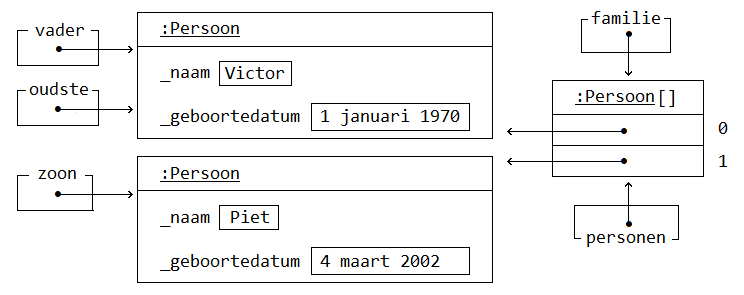 vader
oudste
zoon
:Persoon
_naam Victor
_geboortedatum 1 januari 1970
:Persoon
_naam Piet
_geboortedatum 4 maart 2002
familie
:Persoon[]
0
1
personen